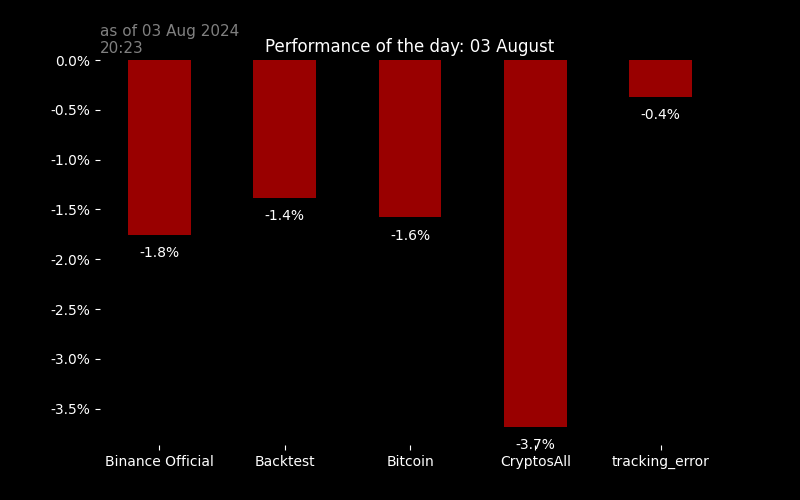 as of 03 Aug 2024
20:23
Performance of the day: 03 August
0.0%
-0.5%
-1.0%
-1.5%
-2.0%
-2.5%
-3.0%
-3.5%
-1.8%
-1.4%
-1.6%
-3.7%
-0.4%
Binance Official
Backtest
Bitcoin
CryptosAll
tracking_error